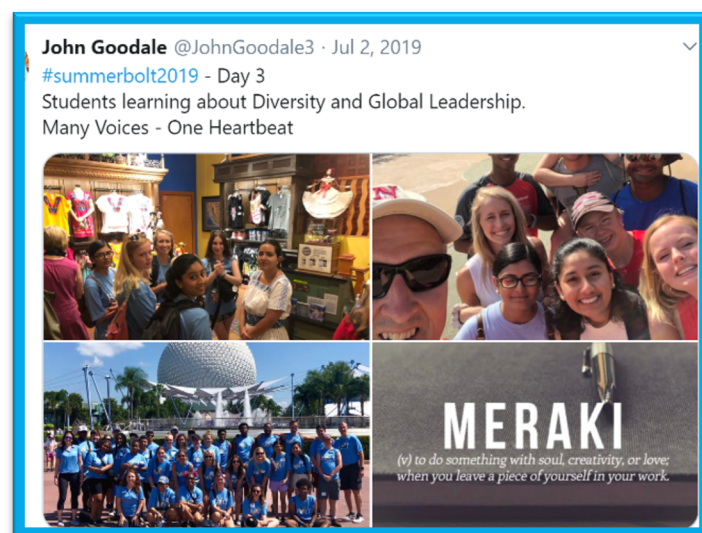 John Goodale @JohnGoodale3 · Jul 2, 2019
#summerbolt2019 - Day 3
Students learning about Diversity and Global Leadership.
Many Voices - One Heartbeat
MERAKI
(v) to do something with soul, creativity, or love;
when you leave a piece of yourself in your work.